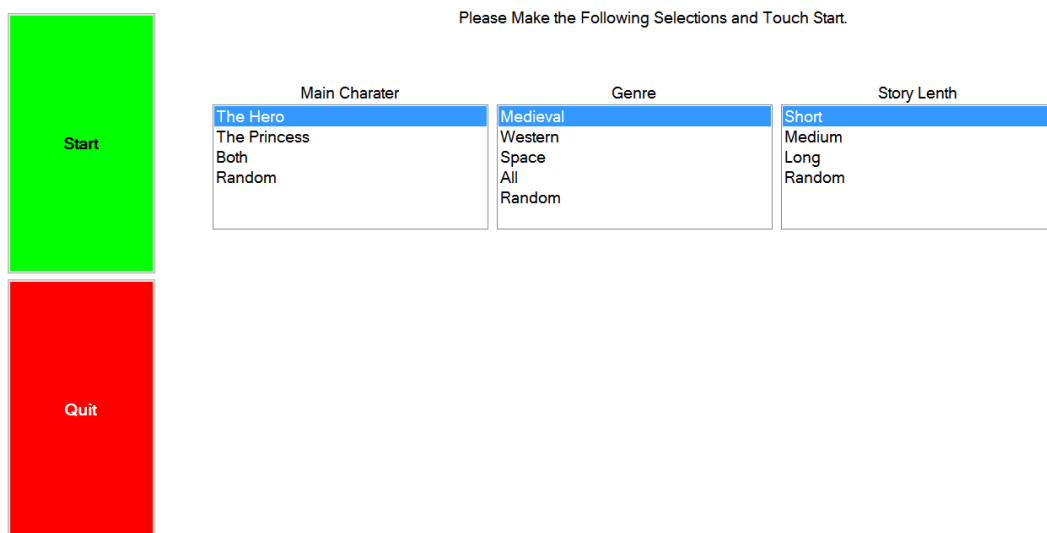 Please Make the Following Selections and Touch Start.
Start
Quit
Main Charater
The Hero
The Princess
Both
Random
Genre
Medieval
Western
Space
All
Random
Story Lenth
Short
Medium
Long
Random